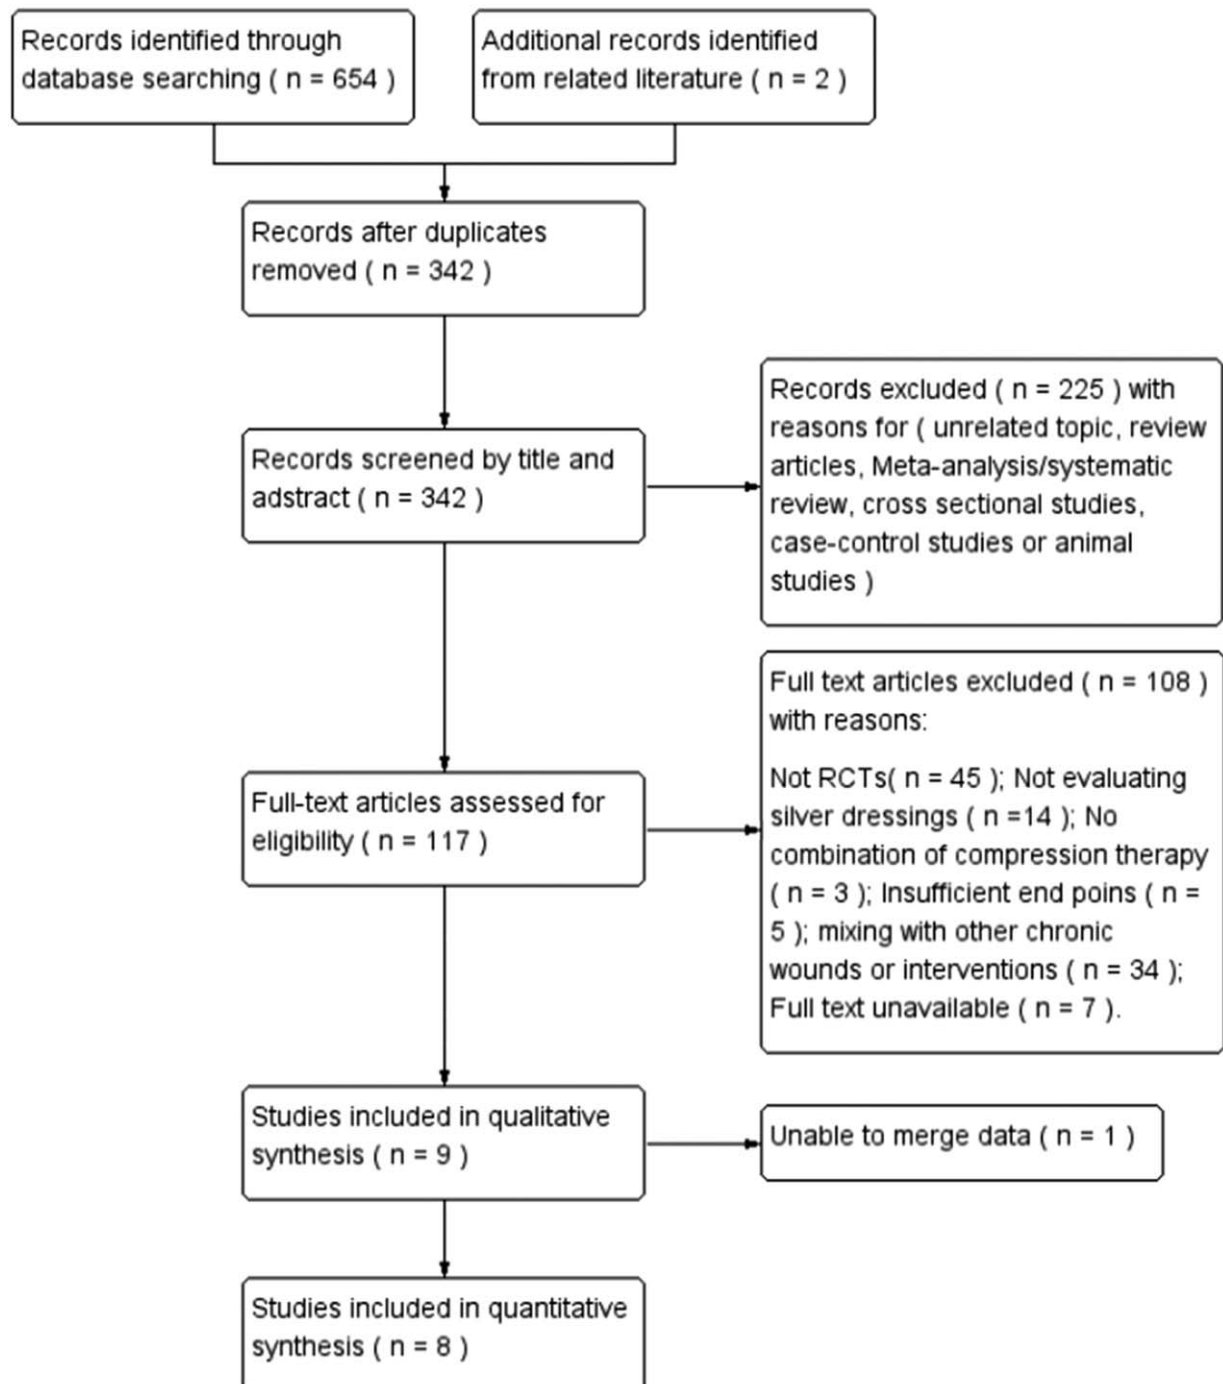 Records identified through
database searching ( n = 654 )
Additional records identified
from related literature ( n = 2 )
Records after duplicates
removed ( n = 342 )
Records screened by title and
adstract ( n = 342 )
Records excluded ( n = 225 ) with
reasons for ( unrelated topic, review
articles, Meta-analysis/systematic
review, cross sectional studies,
case-control studies or animal
studies )
Full text articles excluded ( n = 108 )
with reasons:
Not RCTs( n = 45 ); Not evaluating
silver dressings ( n =14 ); No
combination of compression therapy
( n = 3 ); Insufficient end poins ( n =
5 ); mixing with other chronic
wounds or interventions ( n = 34 );
Full text unavailable ( n = 7 ).
Full-text articles assessed for
eligibility ( n = 117 )
Studies included in qualitative
synthesis ( n = 9 )
Unable to merge data ( n = 1 )
Studies included in quantitative
synthesis ( n = 8 )